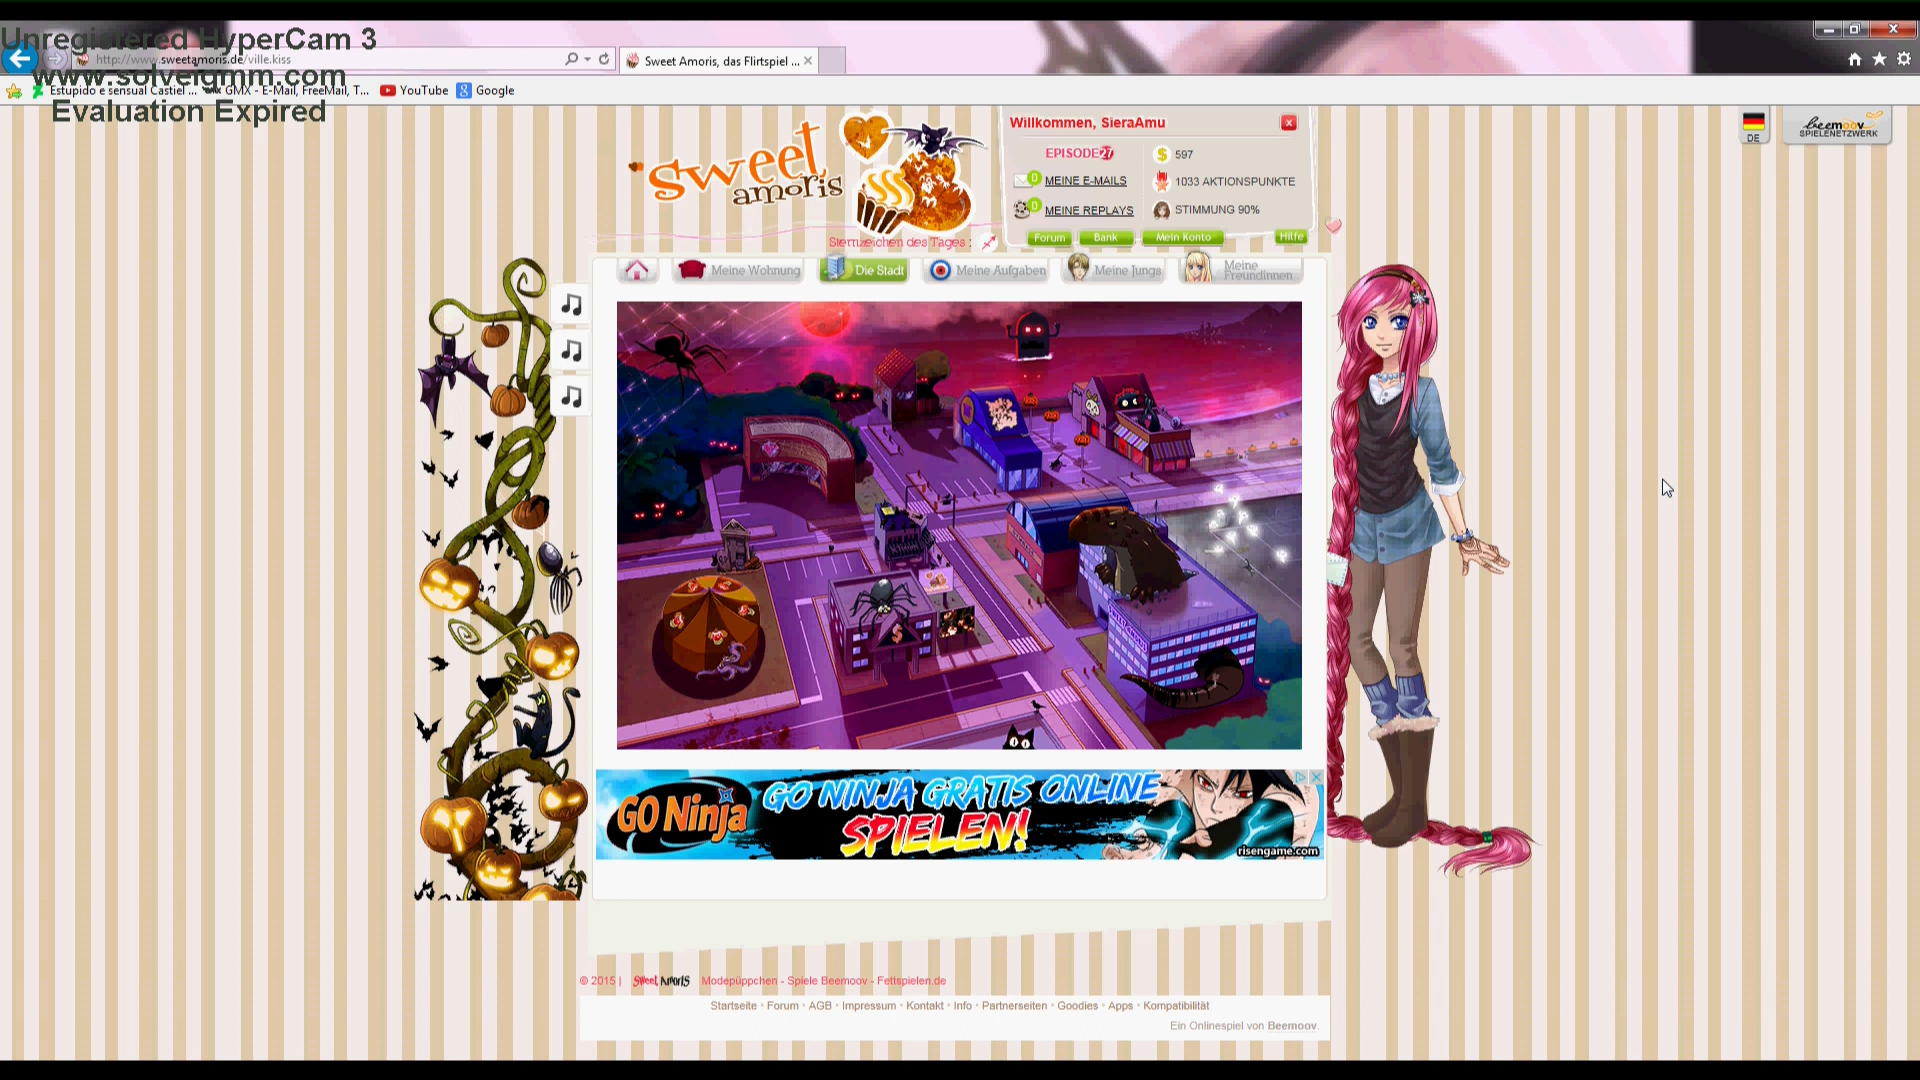 Unregistered HyperCam 3
http://www.sweetamoris.de/ville.kiss
Sweet Amoris, das Flirtspiel ...
www.solveigmm.com
Estupido e sensual Castiel ...
GMX - E-Mail, FreeMail, T...
YouTube
Google
Evaluation Expired
sweet
amoris
Willkommen, SieraAmu
EPISODE 27
597
0
MEINE E-MAILS
1033 AKTIONSPUNKTE
0
MEINE REPLAYS
STIMMUNG 90%
DE
beemoov
SPIELENETZWERK
Sternzeichen des Tages :
Forum
Bank
Mein Konto
Hilfe
Meine Wohnung
Die Stadt
Meine Aufgaben
Meine Jungs
Meine
Freundinnen
$
GO Ninja
GO NINJA GRATIS ONLINE
SPIELEN!
risengame.com
© 2015 | Sweet Amoris Modepüppchen - Spiele Beemoov - Fettspielen.de
Startseite • Forum • AGB • Impressum • Kontakt • Info • Partnerseiten • Goodies • Apps • Kompatibilität
Ein Onlinespiel von Beemoov.